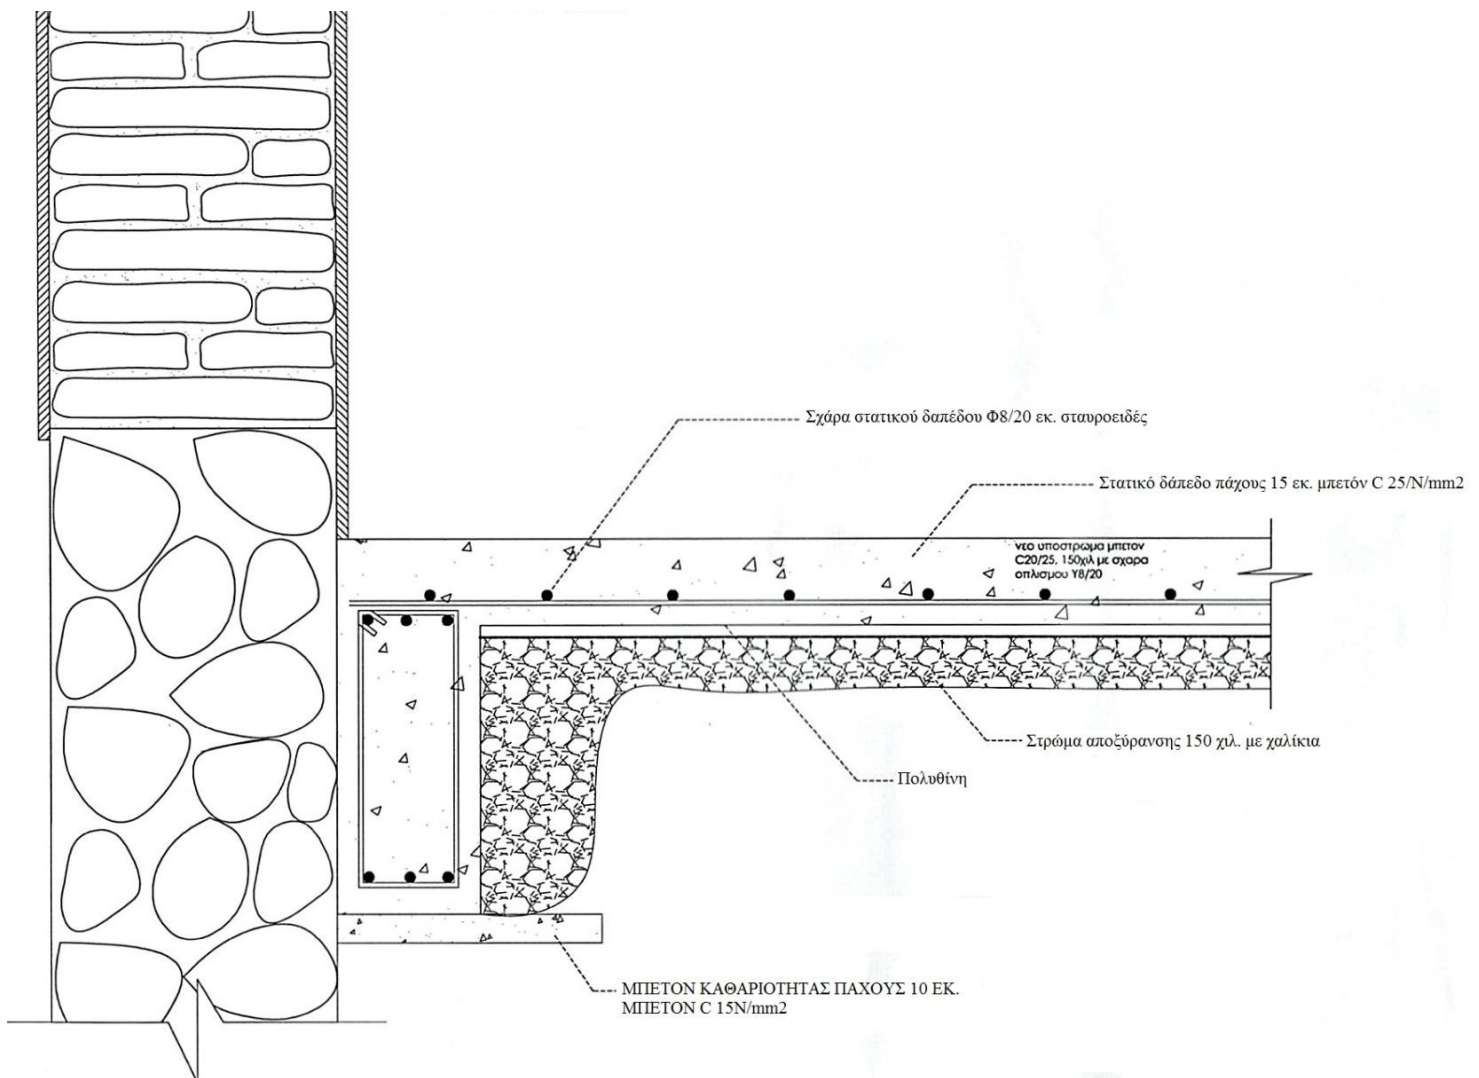 Σχάρα στατικού δαπέδου Φ8/20 εκ. σταυροειδές
Στατικό δάπεδο πάχους 15 εκ. μπετόν C 25/N/mm2
νεο υποστρωμα μπετον
C20/25, 150χιλ με σχαρα
οπλισμου Υ8/20
Στρώμα αποξύρανσης 150 χιλ. με χαλίκια
Πολυθίνη
ΜΠΕΤΟΝ ΚΑΘΑΡΙΟΤΗΤΑΣ ΠΑΧΟΥΣ 10 ΕΚ.
ΜΠΕΤΟΝ C 15N/mm2